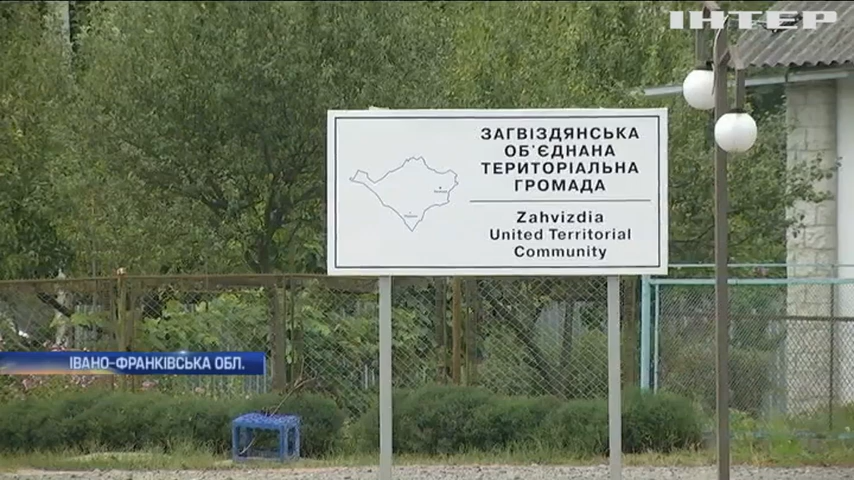 ІНТЕР
ЗАГВІЗДЯНСЬКА
ОБ'ЄДНАНА
ТЕРИТОРІАЛЬНА
ГРОМАДА
Zahvizdia
United Territorial
Community
ІВАНО-ФРАНКІВСЬКА ОБЛ.